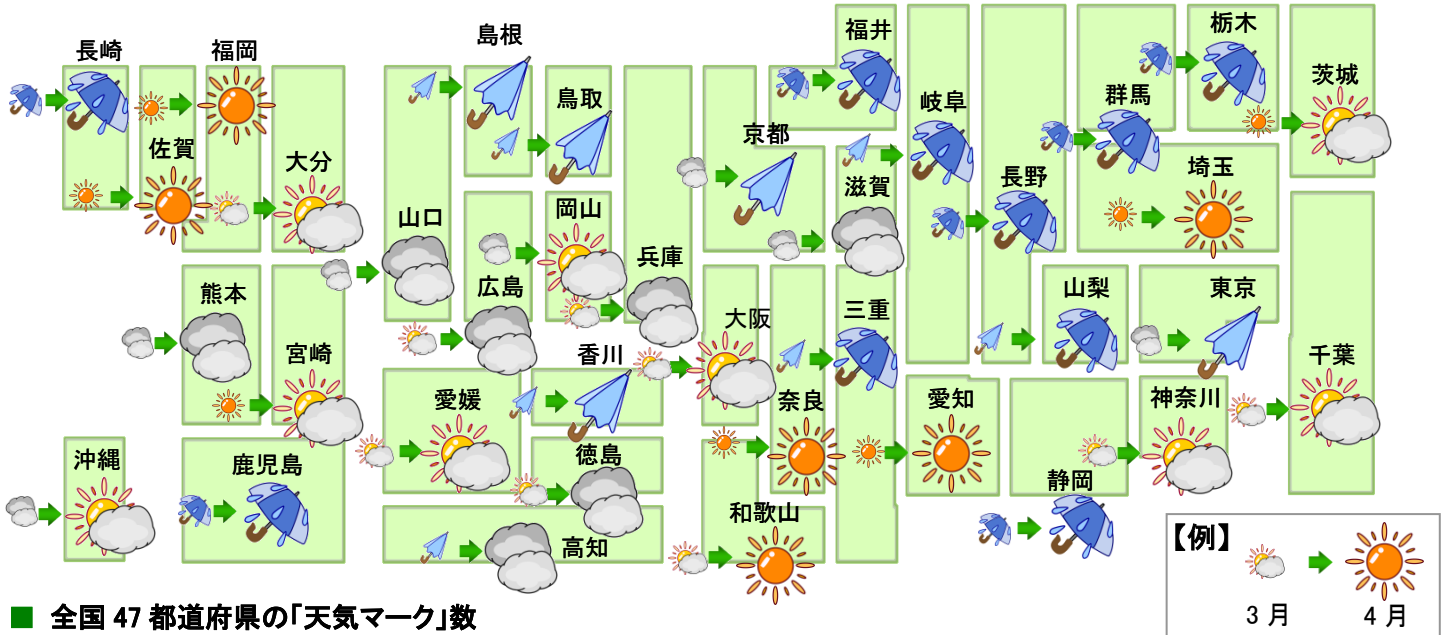 長崎
福岡
佐賀
大分
熊本
宮崎
沖縄
鹿児島
島根
鳥取
山口
岡山
広島
兵庫
香川
愛媛
徳島
高知
福井
京都
滋賀
大阪
奈良
三重
和歌山
岐阜
長野
愛知
静岡
栃木
群馬
茨城
埼玉
山梨
東京
神奈川
千葉
【例】
3月
4月
■ 全国 47 都道府県の「天気マーク」数